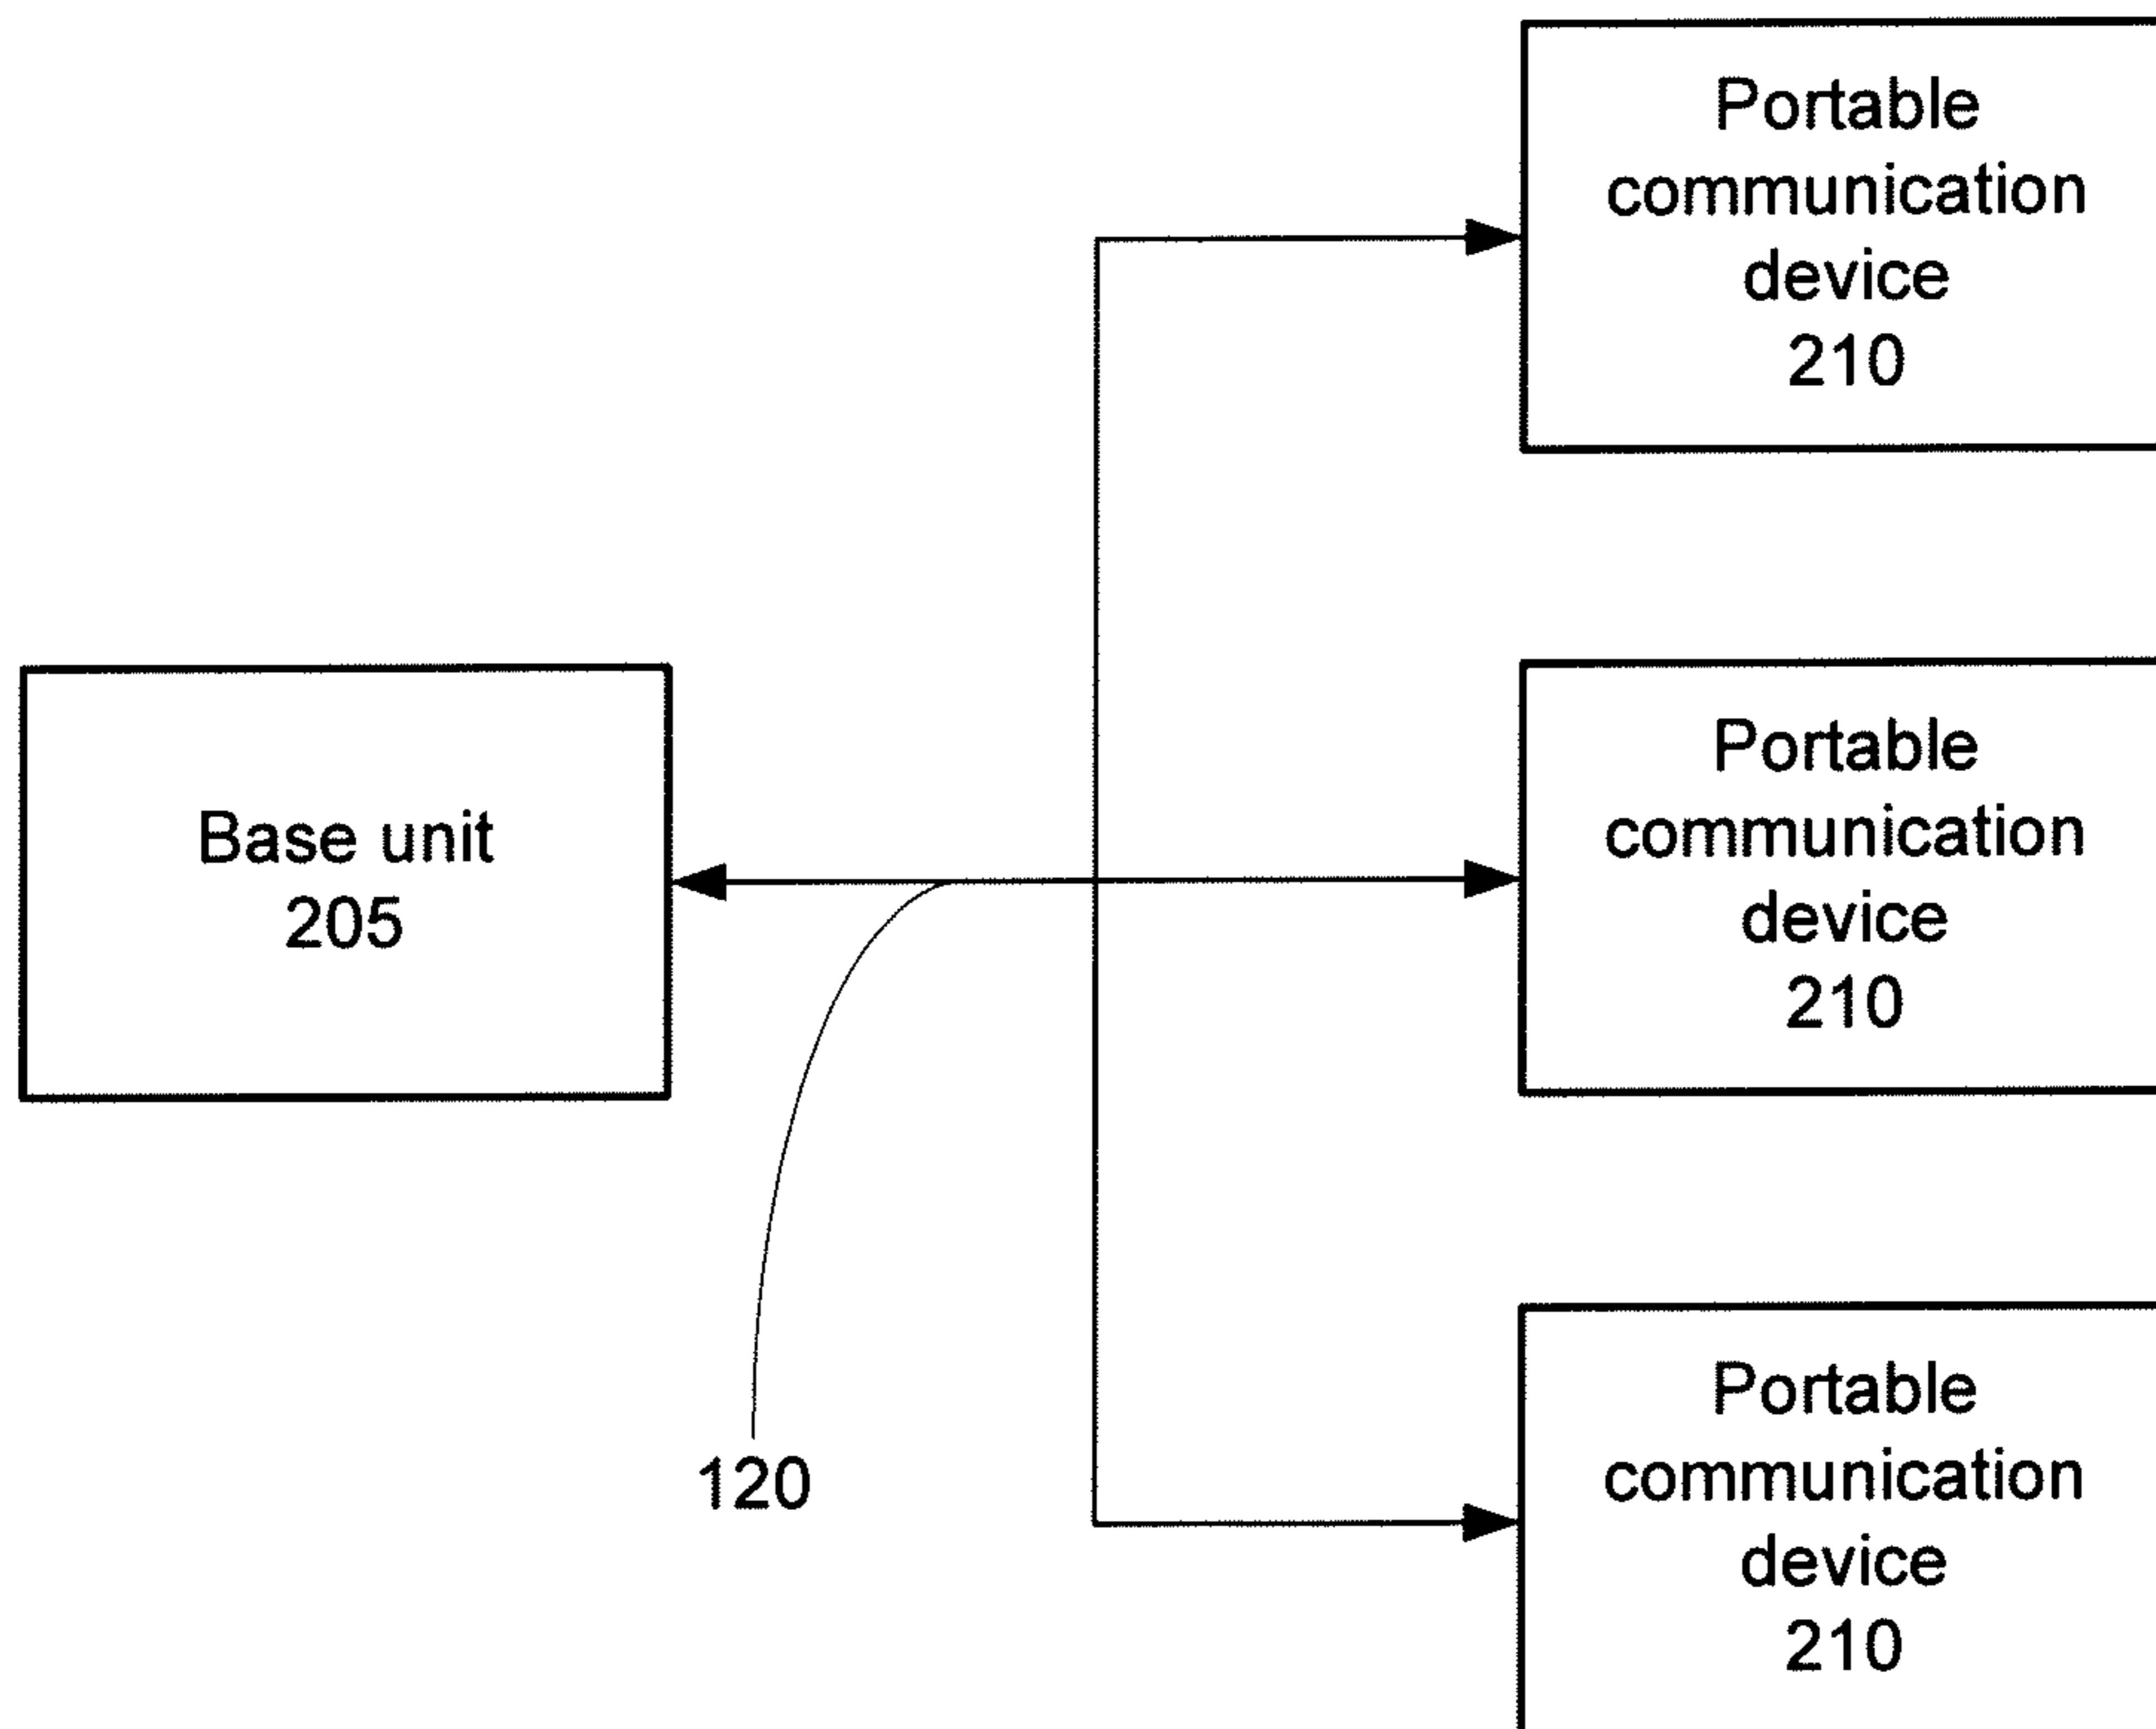 Portable
communication
device
210
Base unit
205
Portable
communication
device
210
120
Portable
communication
device
210